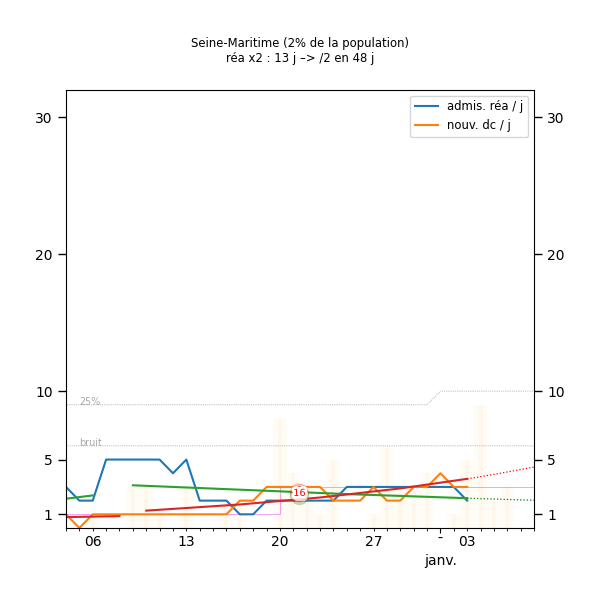 Seine-Maritime (2% de la population)
réa x2 : 13 j –> /2 en 48 j
admis. réa / j
nouv. dc / j
30 30
20 20
10 10
25%
bruit
5 5
-16
1 1
06 13 20 27 - 03
janv.